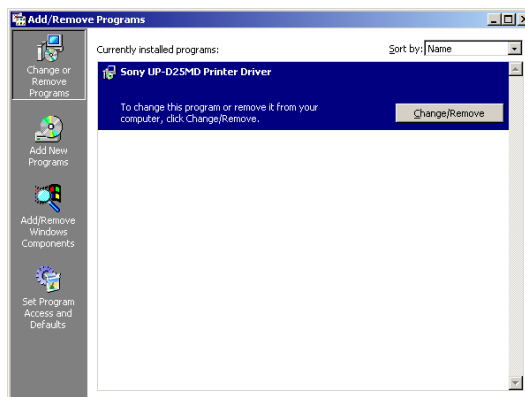 Add/Remove Programs
Change or
Remove
Programs
Currently installed programs:
Sort by: Name
Sony UP-D25MD Printer Driver
To change this program or remove it from your
computer, click Change/Remove.
Change/Remove
Add New
Programs
Add/Remove
Windows
Components
Set Program
Access and
Defaults